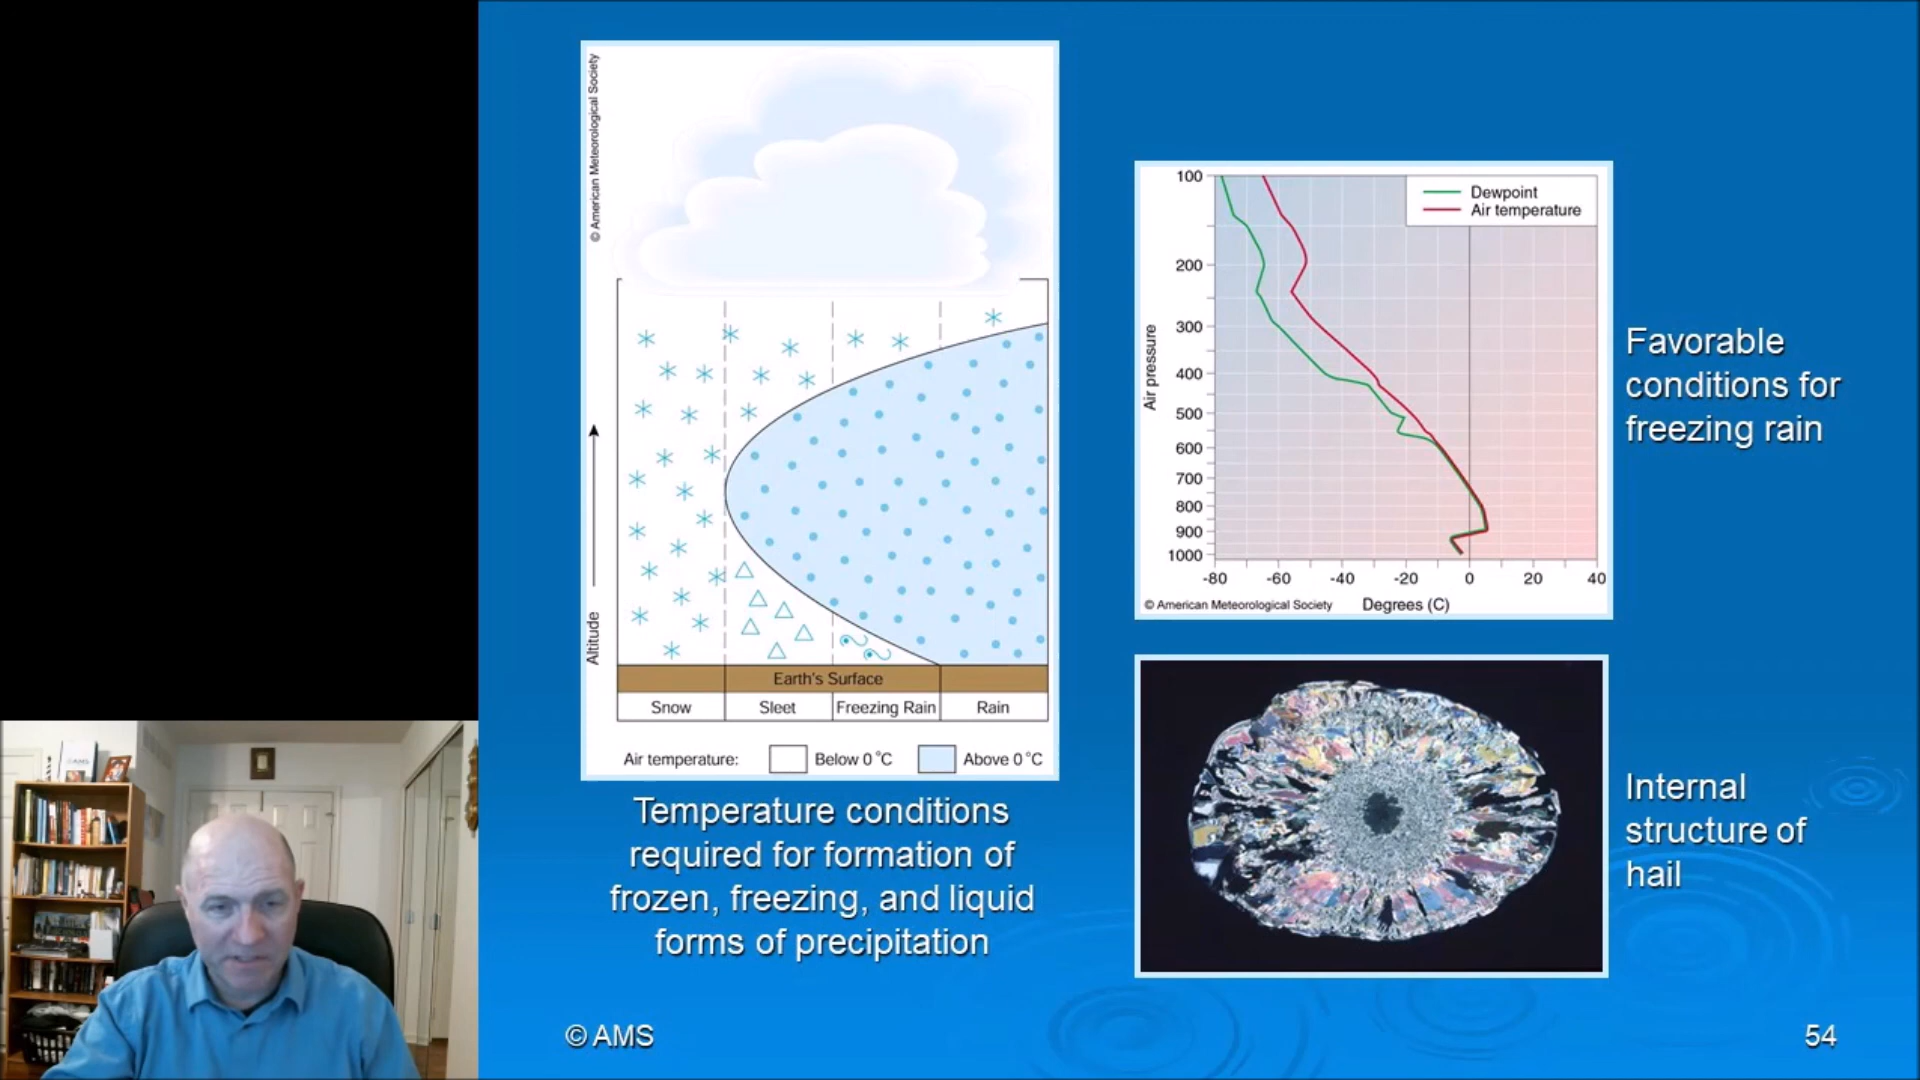 © American Meteorological Society
Altitude
Earth's Surface
Snow
Sleet
Freezing Rain
Rain
Air temperature:
Below 0 °C
Above 0 °C
Temperature conditions
required for formation of
frozen, freezing, and liquid
forms of precipitation
Dewpoint
Air temperature
Air pressure
100
200
300
400
500
600
700
800
900
1000
-80
-60
-40
-20
0
20
40
© American Meteorological Society
Degrees (C)
Favorable
conditions for
freezing rain
Internal
structure of
hail
© AMS
54
©AMS